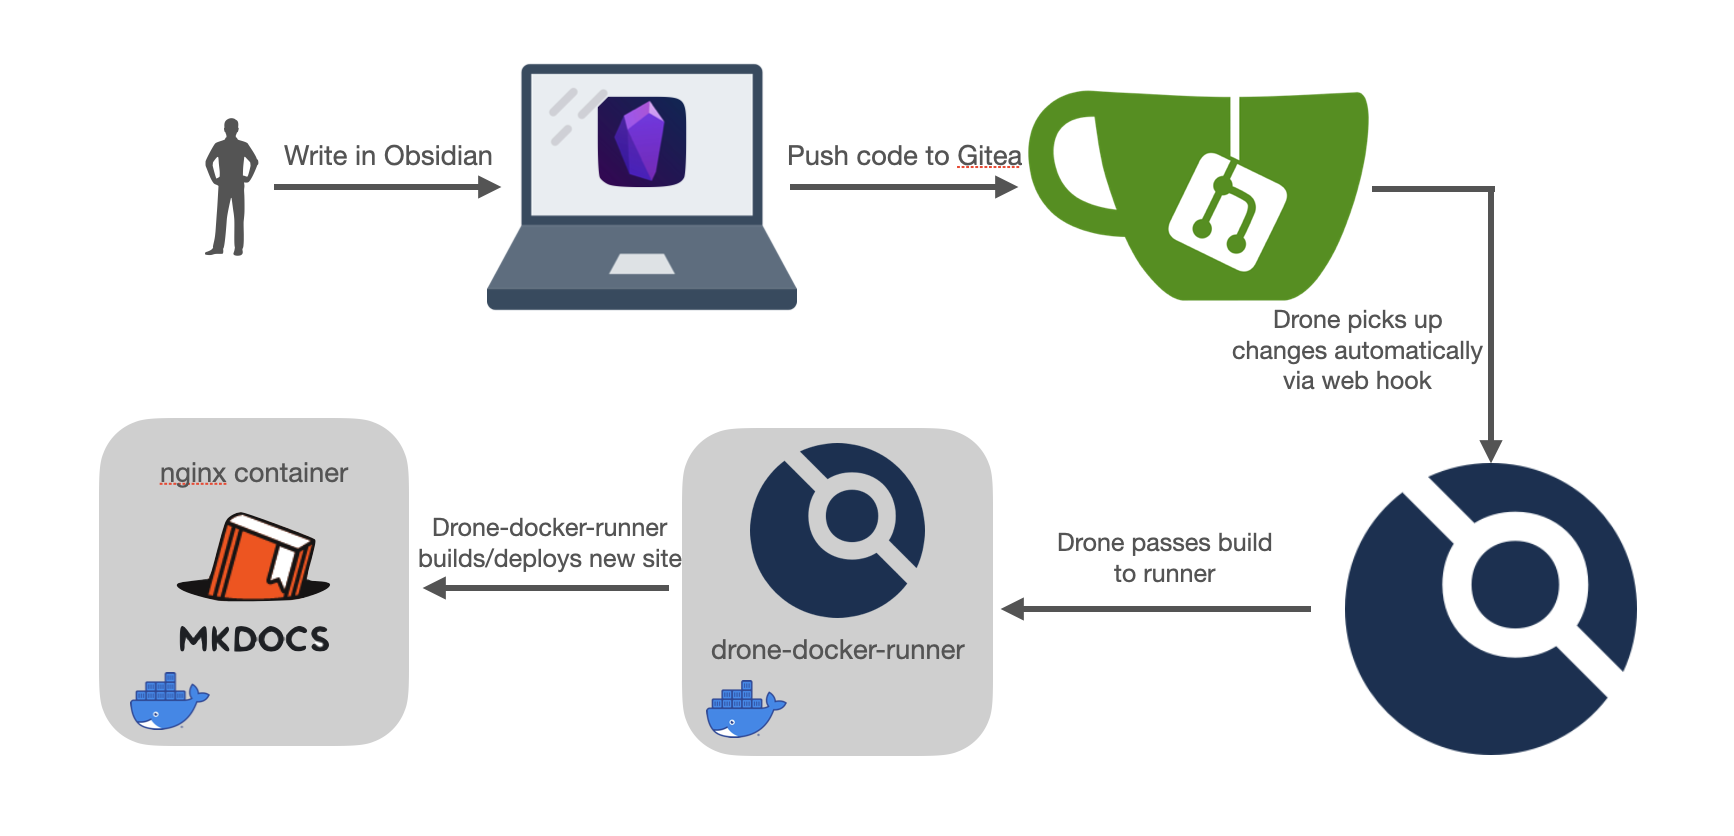 Write in Obsidian
Push code to Gitea
Drone picks up
changes automatically
via web hook
Drone passes build
to runner
drone-docker-runner
Drone-docker-runner
builds/deploys new site
nginx container
MKDOCS